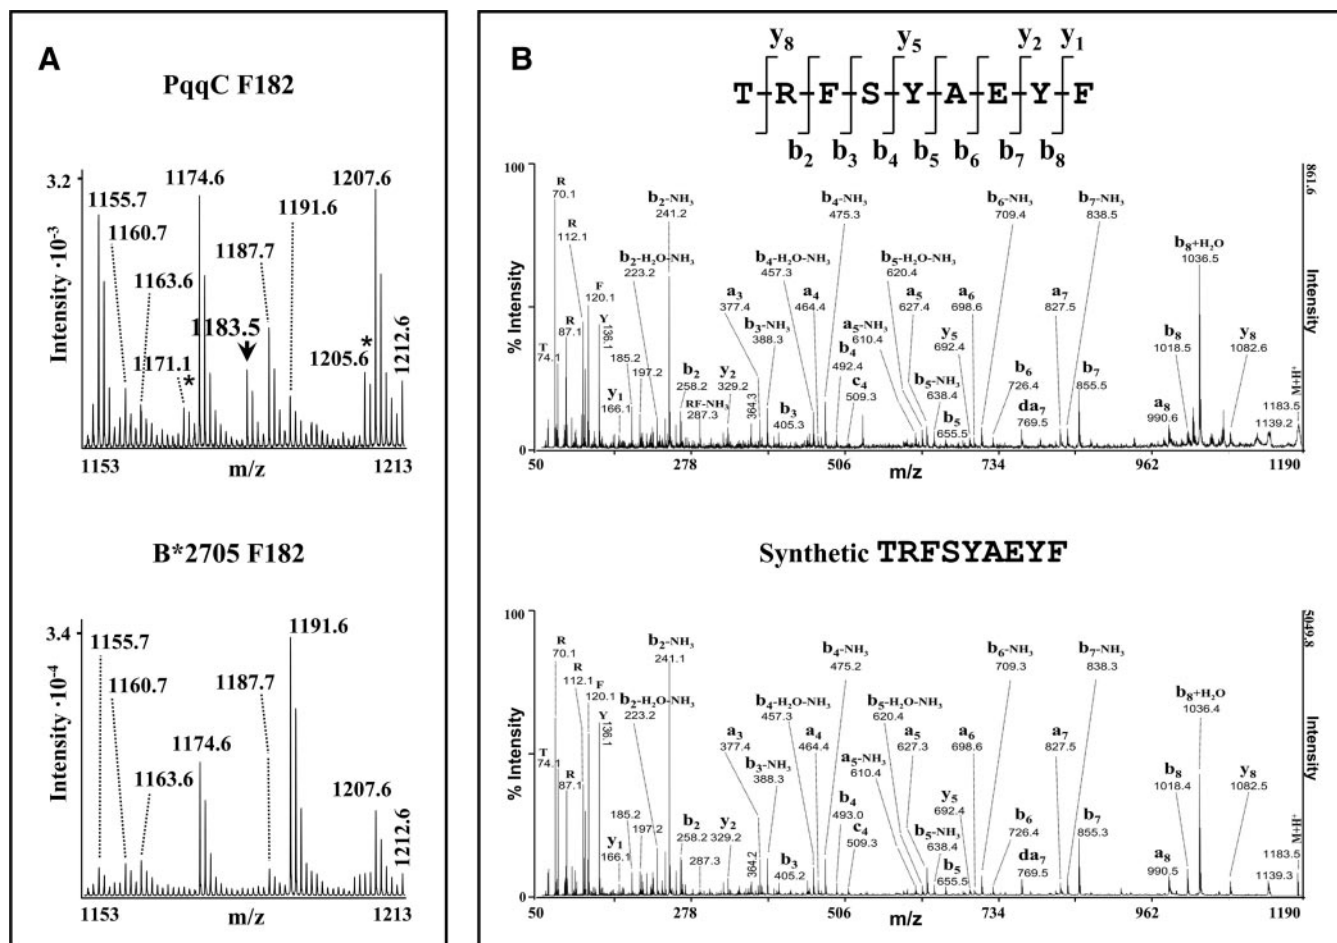 A
PqqC F182
3.2
Intensity ·10-3
1155.7
1160.7
1163.6
1171.1
*
1174.6
1183.5
1187.7
1191.6
1205.6
*
1207.6
1212.6
1153
m/z
1213
B*2705 F182
3.4
Intensity ·10-4
1155.7
1160.7
1163.6
1174.6
1187.7
1191.6
1207.6
1212.6
1153
m/z
1213
B
y8 y5 y2 y1
T R F S Y A E Y F
b2 b3 b4 b5 b6 b7 b8
100
% Intensity
0
861.6
Intensity
R
70.1
R
112.1
F
120.1
R
87.1
Y
136.1
T
74.1
b2-NH3
241.2
b2-H2O-NH3
223.2
185.2
197.2
y1
166.1
b2
258.2
RF-NH3
287.3
y2
329.2
364.3
a3
377.4
b3-NH3
388.3
b3
405.3
b4-NH3
475.3
b4-H2O-NH3
457.3
a4
464.4
b4
492.4
c4
509.3
b5-H2O-NH3
620.4
a5
627.4
a5-NH3
610.4
b5-NH3
638.4
b5
655.5
y5
692.4
a6
698.6
b6-NH3
709.4
b6
726.4
da7
769.5
a7
827.5
b7-NH3
838.5
b7
855.5
a8
990.6
b8
1018.5
b8+H2O
1036.5
y8
1082.6
1139.2
1183.5
M+H+
50 278 506 734 962 1190
m/z
Synthetic TRFSYAEYF
100
% Intensity
0
5049.8
Intensity
R
70.1
R
112.1
F
120.1
Y
136.1
T
74.1
R
87.1
b2-NH3
241.1
b2-H2O-NH3
223.2
185.2
197.2
y1
166.1
b2
258.2
287.3
y2
329.2
364.2
a3
377.4
b3-NH3
388.3
b3
405.2
b4-NH3
475.2
b4-H2O-NH3
457.3
a4
464.4
b4
493.0
c4
509.3
b5-H2O-NH3
620.4
a5
627.3
a5-NH3
610.4
b5-NH3
638.4
b5
655.5
y5
692.4
a6
698.6
b6-NH3
709.3
b6
726.4
da7
769.5
a7
827.5
b7-NH3
838.3
b7
855.3
a8
990.5
b8
1018.4
b8+H2O
1036.4
y8
1082.5
1139.3
1183.5
M+H+
50 278 506 734 962 1190
m/z